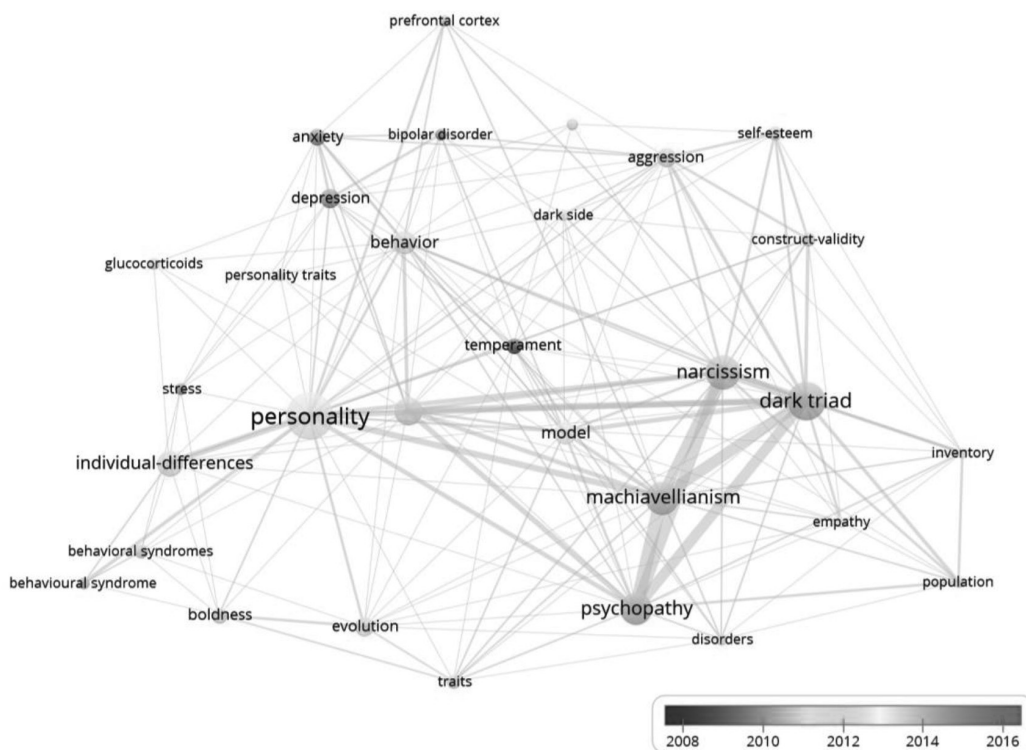 prefrontal cortex
anxiety
bipolar disorder
self-esteem
aggression
depression
dark side
behavior
construct-validity
glucocorticoids
personality traits
temperament
narcissism
stress
dark triad
personality
model
inventory
individual-differences
machiavellianism
empathy
behavioral syndromes
behavioural syndrome
population
psychopathy
boldness
evolution
disorders
traits
2008 2010 2012 2014 2016